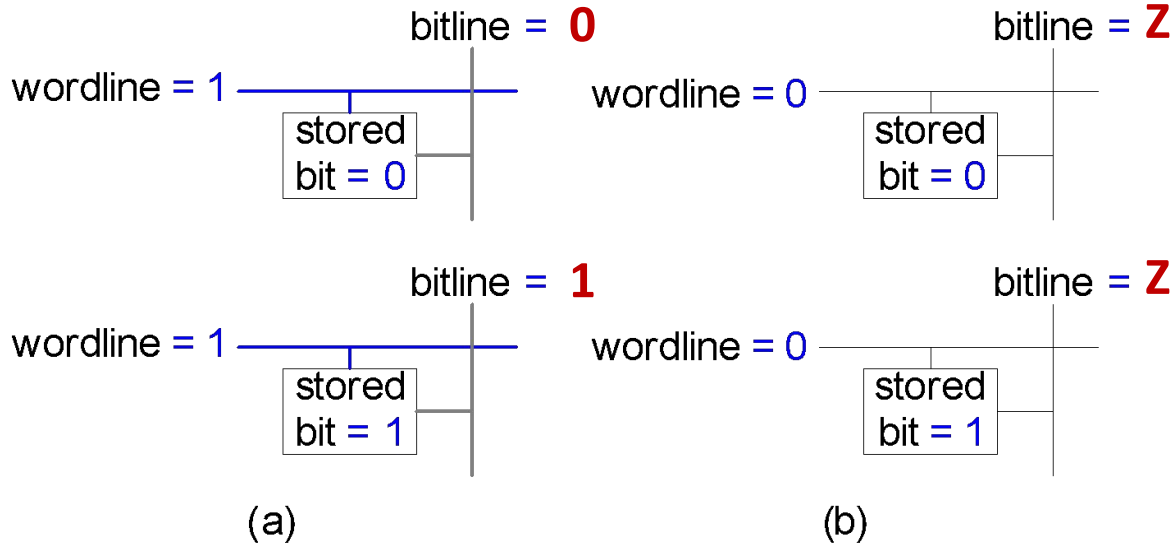 bitline = 0
wordline = 1
stored
bit = 0
bitline = Z
wordline = 0
stored
bit = 0
bitline = 1
wordline = 1
stored
bit = 1
bitline = Z
wordline = 0
stored
bit = 1
(a)
(b)